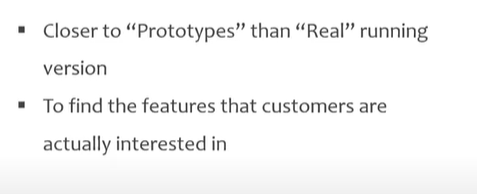 ▪ Closer to “Prototypes” than “Real” running
version
▪ To find the features that customers are
actually interested in